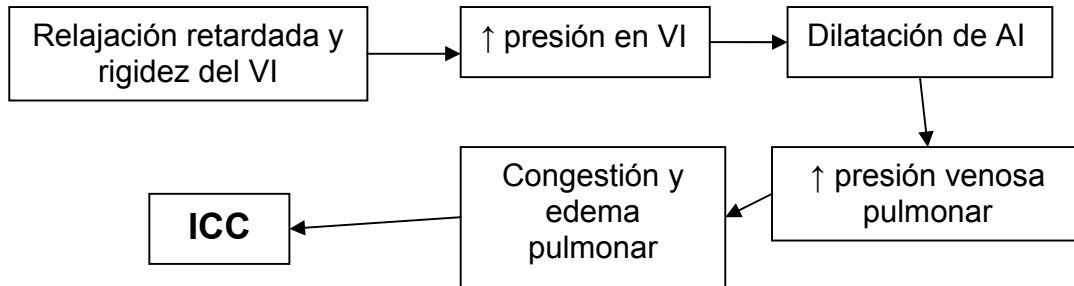 Relajación retardada y
rigidez del VI
↑ presión en VI
Dilatación de AI
↑ presión venosa
pulmonar
Congestión y
edema
pulmonar
ICC